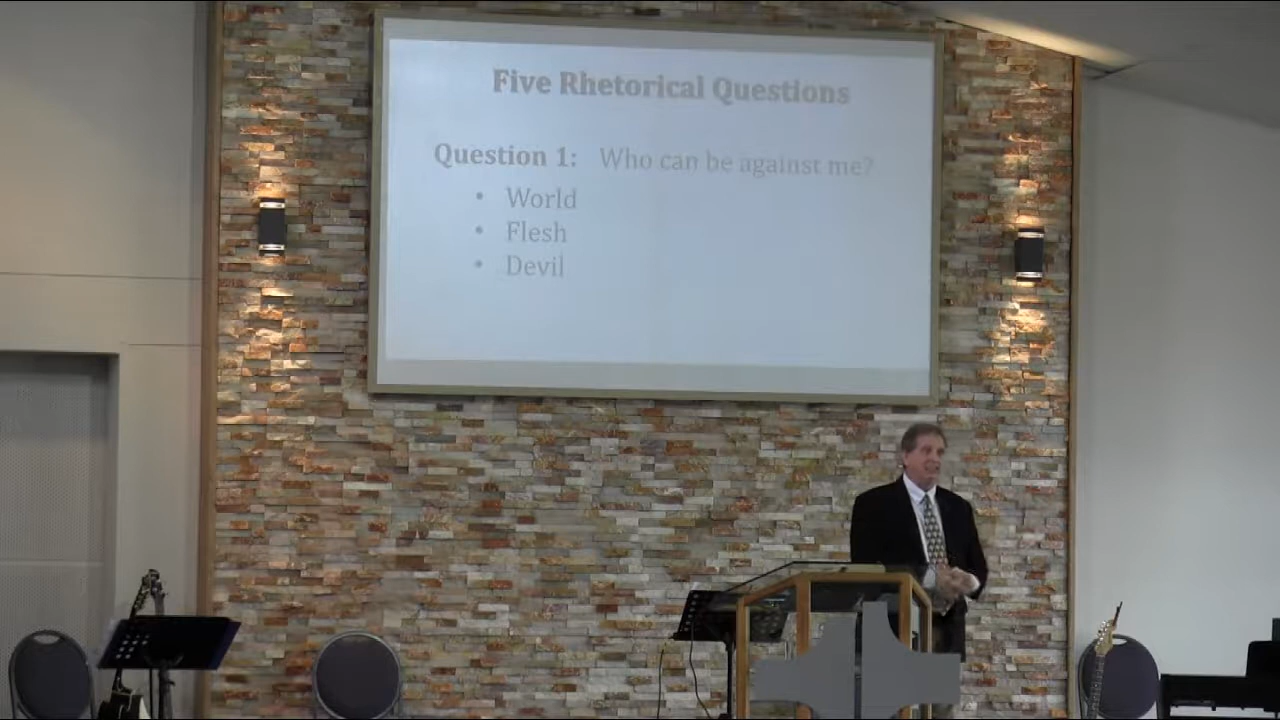 Five Rhetorical Questions
Question 1: Who can be against me?
• World
• Flesh
• Devil